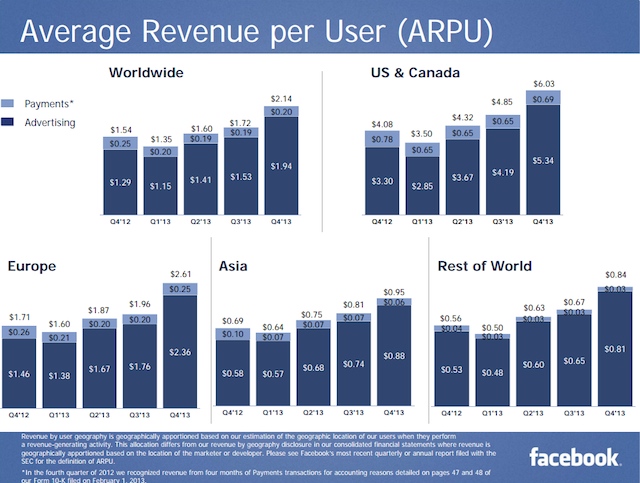 Average Revenue per User (ARPU)
Worldwide
US & Canada
Payments*
Advertising
$1.54
$1.35
$1.60
$1.72
$2.14
$0.25
$0.20
$0.19
$0.19
$0.20
$1.29
$1.15
$1.41
$1.53
$1.94
Q4'12
Q1'13
Q2'13
Q3'13
Q4'13
$4.08
$3.50
$4.32
$4.85
$6.03
$0.78
$0.65
$0.65
$0.65
$0.69
$3.30
$2.85
$3.67
$4.19
$5.34
Q4'12
Q1'13
Q2'13
Q3'13
Q4'13
Europe
$1.71
$1.60
$1.87
$1.96
$2.61
$0.26
$0.21
$0.20
$0.20
$0.25
$1.46
$1.38
$1.67
$1.76
$2.36
Q4'12
Q1'13
Q2'13
Q3'13
Q4'13
Asia
$0.69
$0.64
$0.75
$0.81
$0.95
$0.10
$0.07
$0.07
$0.07
$0.06
$0.58
$0.57
$0.68
$0.74
$0.88
Q4'12
Q1'13
Q2'13
Q3'13
Q4'13
Rest of World
$0.56
$0.50
$0.63
$0.67
$0.84
$0.04
$0.03
$0.03
$0.03
$0.03
$0.53
$0.48
$0.60
$0.65
$0.81
Q4'12
Q1'13
Q2'13
Q3'13
Q4'13
Revenue by user geography is geographically apportioned based on our estimation of the geographic location of our users when they perform
a revenue-generating activity. This allocation differs from our revenue by geography disclosure in our consolidated financial statements where revenue is
geographically apportioned based on the location of the marketer or developer. Please see Facebook's most recent quarterly or annual report filed with the
SEC for the definition of ARPU.
*In the fourth quarter of 2012 we recognized revenue from four months of Payments transactions for accounting reasons detailed on pages 47 and 48 of
our Form 10-K filed on February 1, 2013.
facebook